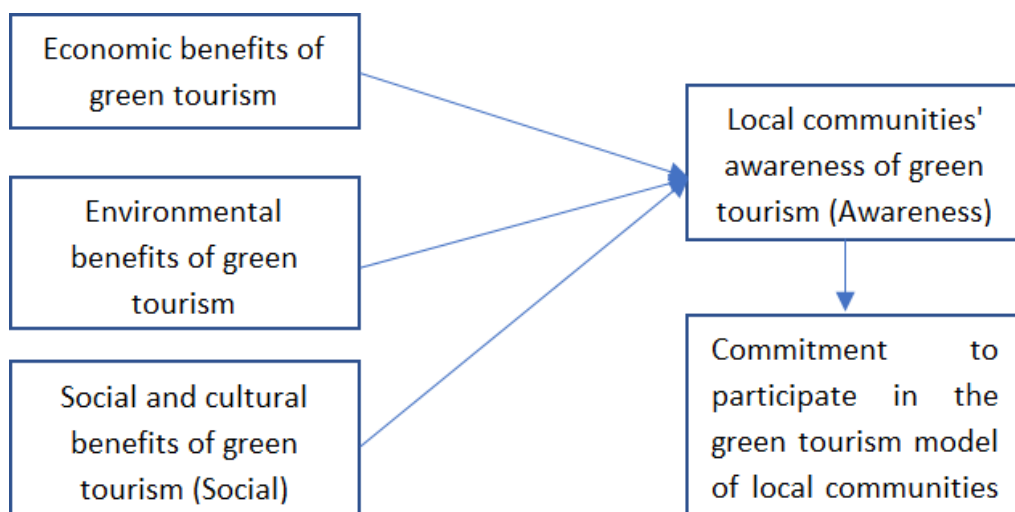 Economic benefits of
green tourism
Environmental
benefits of green
tourism
Social and cultural
benefits of green
tourism (Social)
Local communities'
awareness of green
tourism (Awareness)
Commitment to
participate in the
green tourism model
of local communities